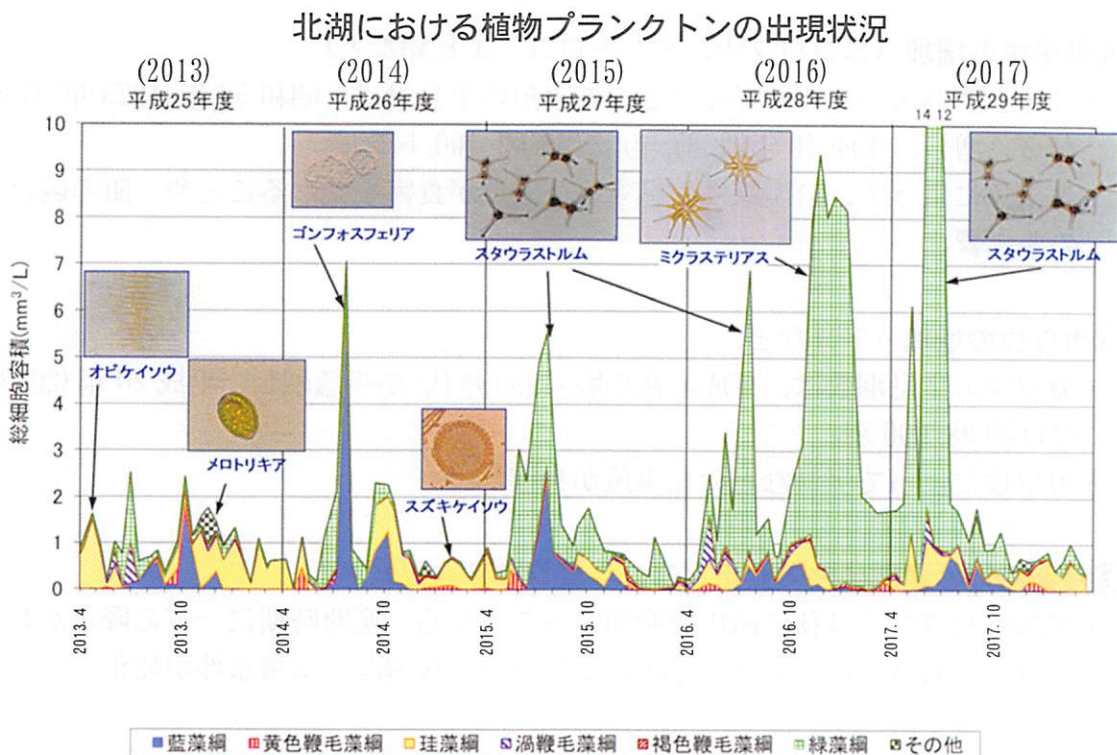 北湖における植物プランクトンの出現状況
(2013) (2014) (2015) (2016) (2017)
平成25年度 平成26年度 平成27年度 平成28年度 平成29年度
14 12
総細胞容積(mm³/L)
10
9
8
7
6
5
4
3
2
1
0
ゴンフォスフェリア
スタウラストルム
ミクラステリアス
スタウラストルム
オビケイソウ
メロトリキア
スズキケイソウ
2013. 4
2013.10
2014. 4
2014.10
2015. 4
2015.10
2016. 4
2016.10
2017. 4
2017.10
藍藻綱 黄色鞭毛藻綱 珪藻綱 渦鞭毛藻綱 褐色鞭毛藻綱 緑藻綱 その他